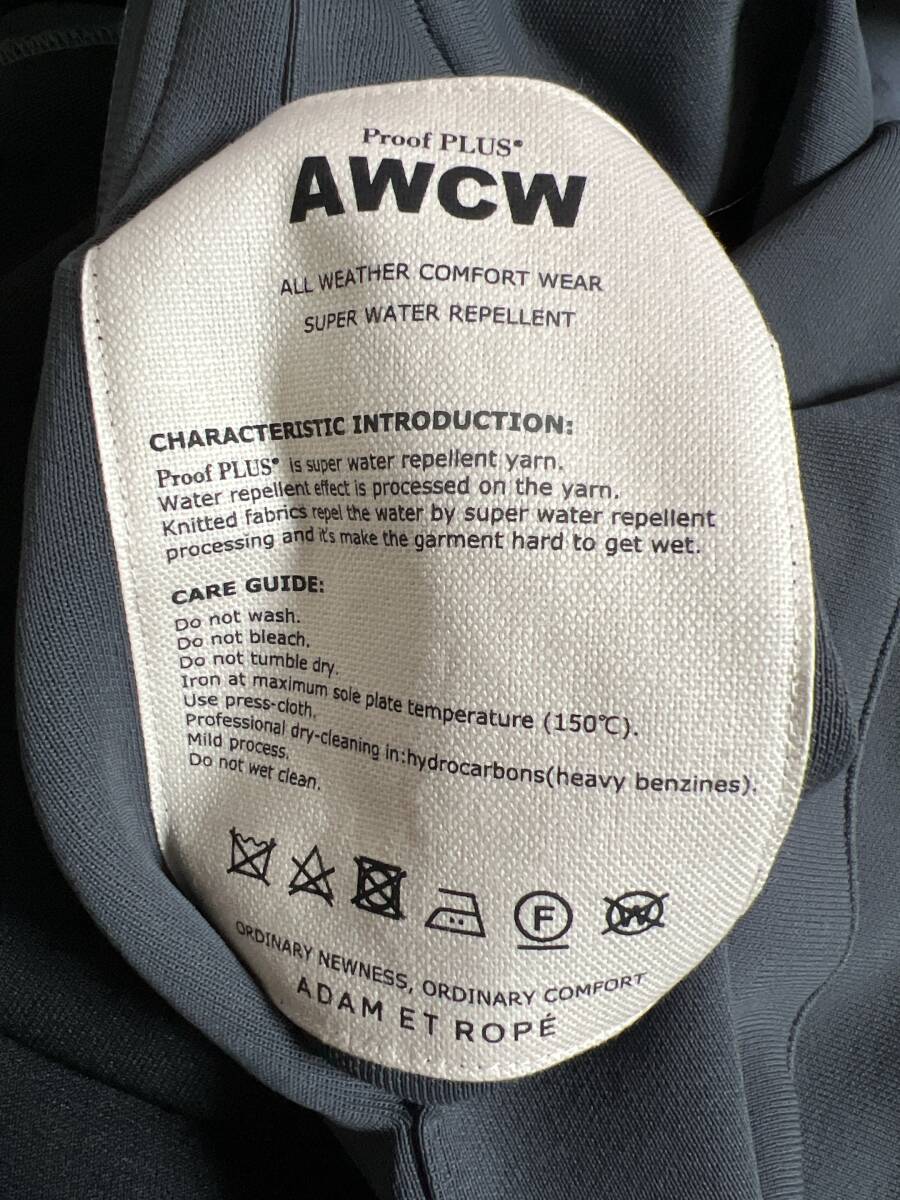 Proof PLUS®
AWCW
ALL WEATHER COMFORT WEAR
SUPER WATER REPELLENT
CHARACTERISTIC INTRODUCTION:
Proof PLUS® is super water repellent yarn.
Water repellent effect is processed on the yarn.
Knitted fabrics repel the water by super water repellent
processing and it's make the garment hard to get wet.
CARE GUIDE:
Do not wash.
Do not bleach.
Do not tumble dry.
Iron at maximum sole plate temperature (150℃).
Use press-cloth.
Professional dry-cleaning in:hydrocarbons(heavy benzines).
Mild process.
Do not wet clean.
F W
ORDINARY NEWNESS, ORDINARY COMFORT
ADAM ET ROPÉ